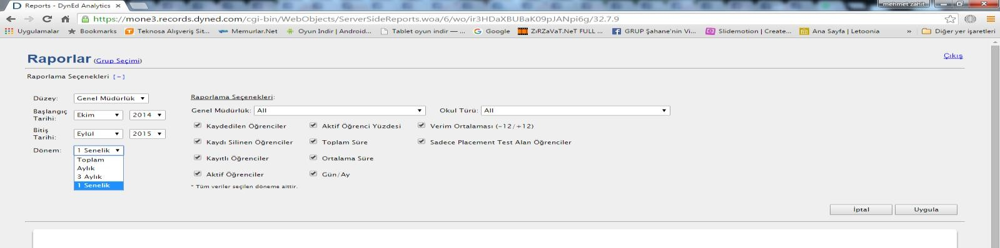 Reports - DynEd Analytics
mehmet zahit
https://mone3.records.dyned.com/cgi-bin/WebObjects/ServerSideReports.woa/6/wo/ir3HDaXBUBaK09pJANpi6g/32.7.9
Uygulamalar Bookmarks Teknosa Alışveriş Sit... Memurlar.Net Oyun Indir | Android... Tablet oyun indir — ... Google ZiRZaVaT.NeT FULL ... GRUP Şahane'nin Vi... Slidemotion | Create... Ana Sayfa | Letoonia » Diğer yer işaretleri
Raporlar (Grup Seçimi) Çıkış
Raporlama Seçenekleri [-]
Düzey: Genel Müdürlük
Başlangıç Tarihi: Ekim 2014
Bitiş Tarihi: Eylül 2015
Dönem: 1 Senelik
Toplam
Aylık
3 Aylık
1 Senelik
Raporlama Seçenekleri:
Genel Müdürlük: All Okul Türü: All
Kaydedilen Öğrenciler Aktif Öğrenci Yüzdesi Verim Ortalaması (-12/+12)
Kaydı Silinen Öğrenciler Toplam Süre Sadece Placement Test Alan Öğrenciler
Kayıtlı Öğrenciler Ortalama Süre
Aktif Öğrenciler Gün/Ay
* Tüm veriler seçilen döneme aittir.
İptal Uygula